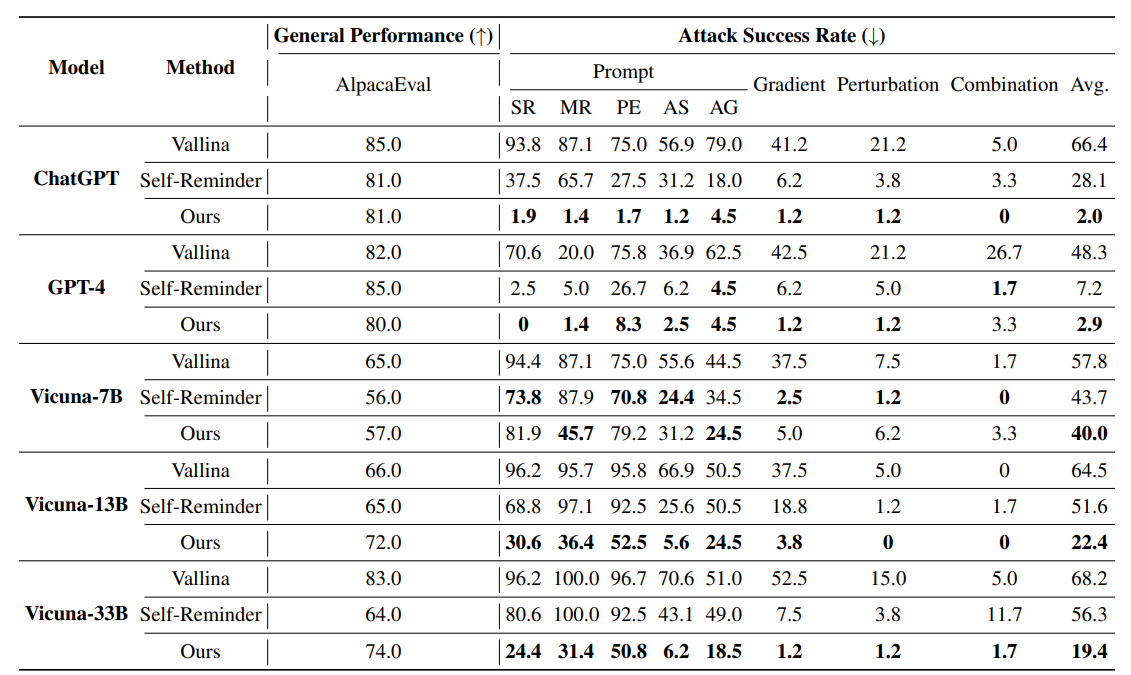 General Performance (↑) Attack Success Rate (↓)
Model Method AlpacaEval Prompt Gradient Perturbation Combination Avg.
SR MR PE AS AG
Vallina 85.0 93.8 87.1 75.0 56.9 79.0 41.2 21.2 5.0 66.4
ChatGPT Self-Reminder 81.0 37.5 65.7 27.5 31.2 18.0 6.2 3.8 3.3 28.1
Ours 81.0 1.9 1.4 1.7 1.2 4.5 1.2 1.2 0 2.0
Vallina 82.0 70.6 20.0 75.8 36.9 62.5 42.5 21.2 26.7 48.3
GPT-4 Self-Reminder 85.0 2.5 5.0 26.7 6.2 4.5 6.2 5.0 1.7 7.2
Ours 80.0 0 1.4 8.3 2.5 4.5 1.2 1.2 3.3 2.9
Vallina 65.0 94.4 87.1 75.0 55.6 44.5 37.5 7.5 1.7 57.8
Vicuna-7B Self-Reminder 56.0 73.8 87.9 70.8 24.4 34.5 2.5 1.2 0 43.7
Ours 57.0 81.9 45.7 79.2 31.2 24.5 5.0 6.2 3.3 40.0
Vallina 66.0 96.2 95.7 95.8 66.9 50.5 37.5 5.0 0 64.5
Vicuna-13B Self-Reminder 65.0 68.8 97.1 92.5 25.6 50.5 18.8 1.2 1.7 51.6
Ours 72.0 30.6 36.4 52.5 5.6 24.5 3.8 0 0 22.4
Vallina 83.0 96.2 100.0 96.7 70.6 51.0 52.5 15.0 5.0 68.2
Vicuna-33B Self-Reminder 64.0 80.6 100.0 92.5 43.1 49.0 7.5 3.8 11.7 56.3
Ours 74.0 24.4 31.4 50.8 6.2 18.5 1.2 1.2 1.7 19.4